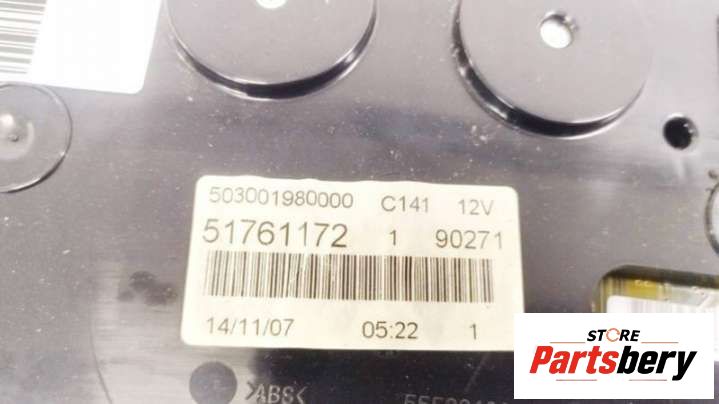 503001980000 C141 12V
51761172 1 90271
14/11/07 05:22 1
>ABS<
STORE
Partsbery